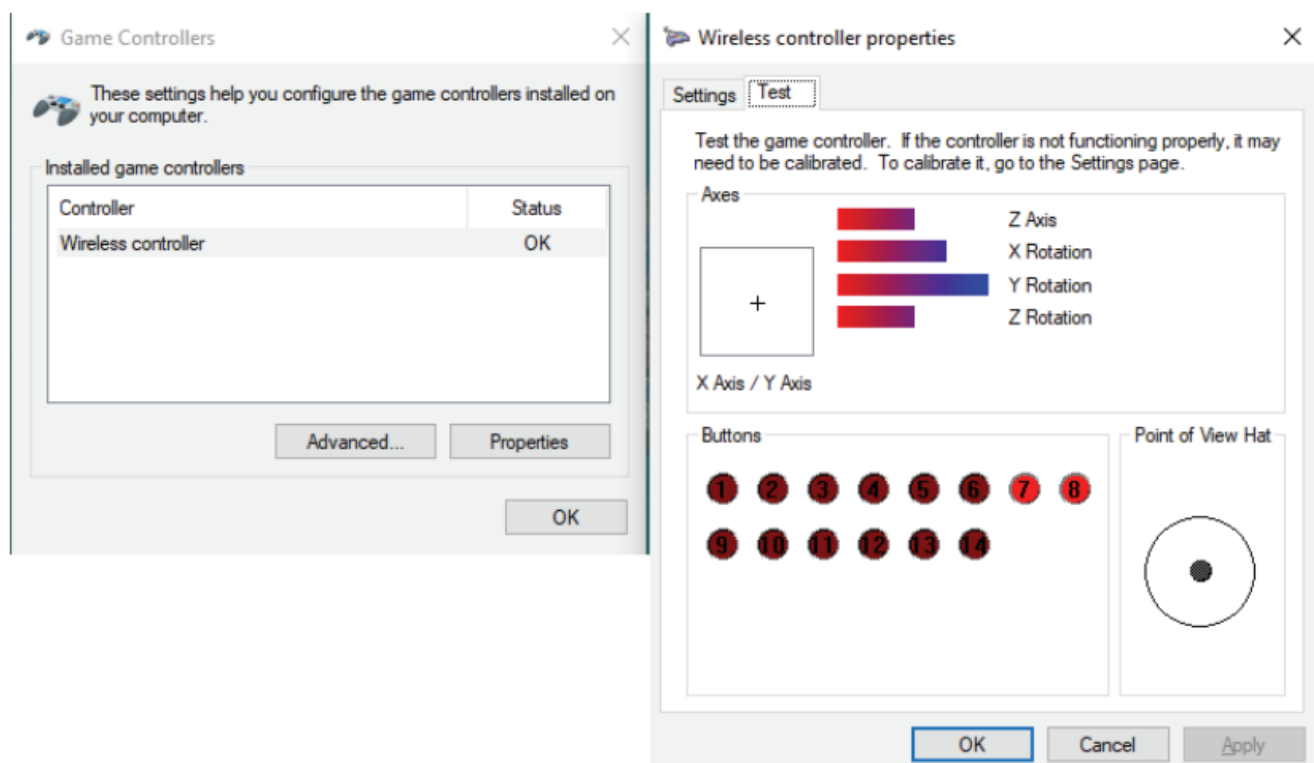 Game Controllers
These settings help you configure the game controllers installed on
your computer.
Installed game controllers
Controller Status
Wireless controller OK
Advanced... Properties
OK
Wireless controller properties
Settings Test
Test the game controller. If the controller is not functioning properly, it may
need to be calibrated. To calibrate it, go to the Settings page.
Axes
Z Axis
X Rotation
Y Rotation
Z Rotation
X Axis / Y Axis
Buttons
1 2 3 4 5 6 7 8
9 10 11 12 13 14
Point of View Hat
OK Cancel Apply